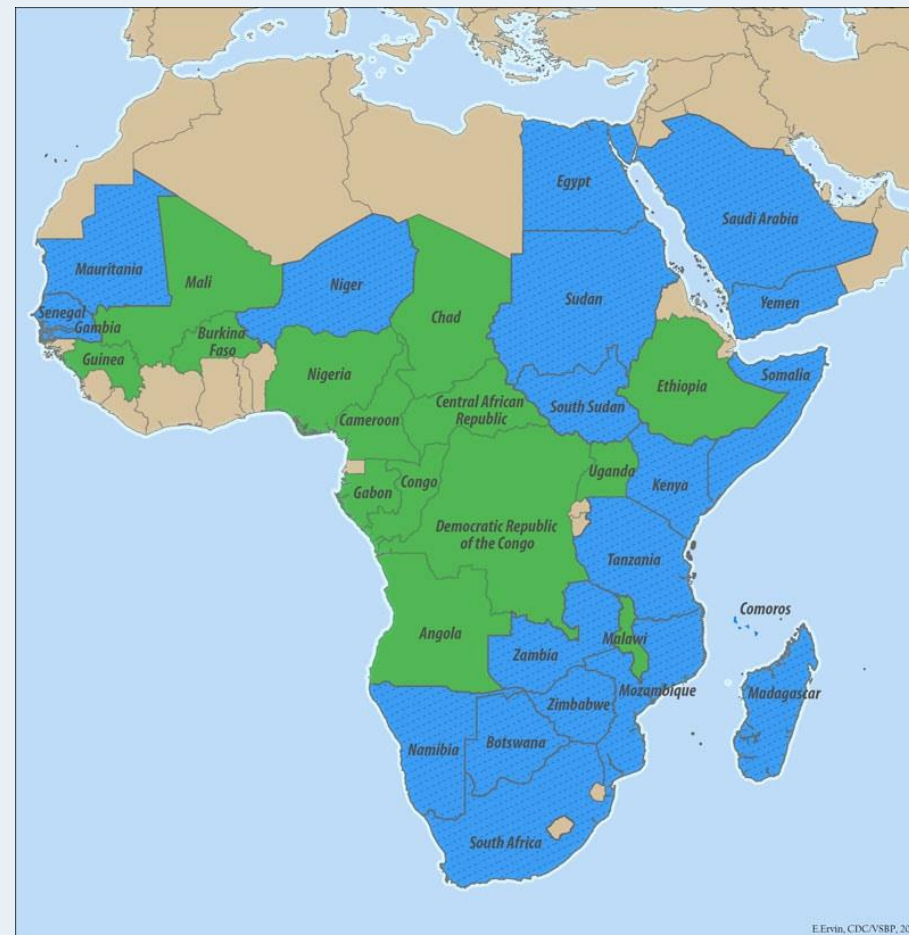 Egypt
Saudi Arabia
Mauritania
Mali
Niger
Sudan
Yemen
Senegal
Gambia
Chad
Burkina
Faso
Guinea
Nigeria
Ethiopia
Somalia
South Sudan
Central African
Republic
Cameroon
Uganda
Kenya
Gabon
Congo
Democratic Republic
of the Congo
Tanzania
Comoros
Angola
Malawi
Zambia
Mozambique
Madagascar
Zimbabwe
Namibia
Botswana
South Africa
E.Ervin, CDC/VSBP, 20